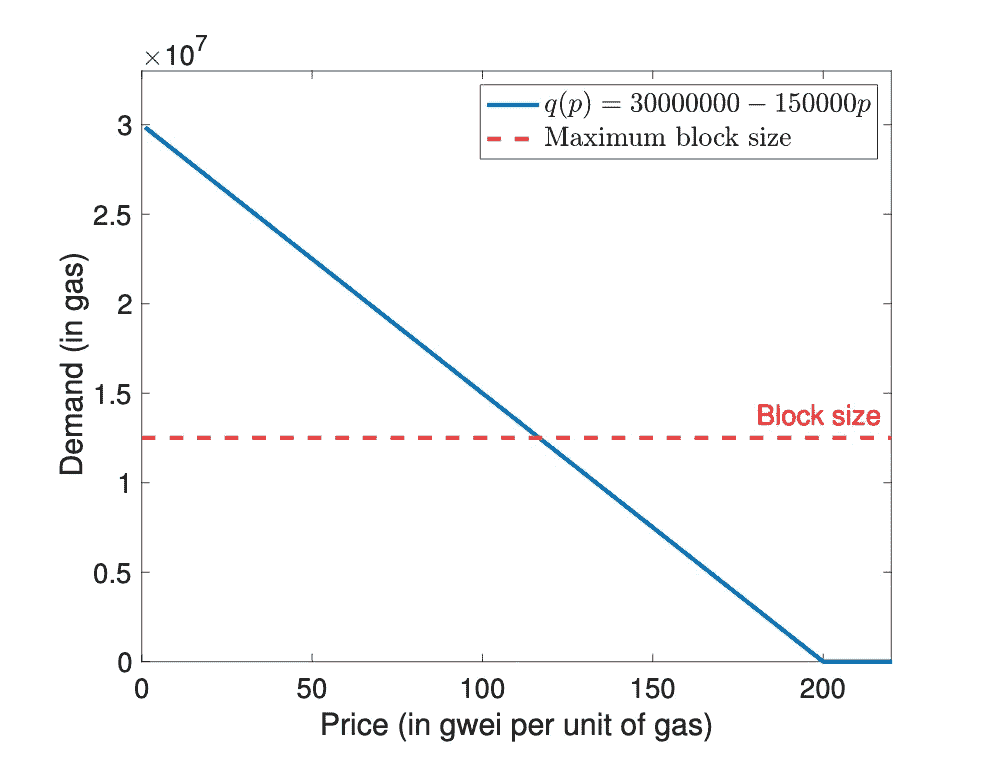 ×10^7
q(p) = 30000000 − 150000p
Maximum block size
3
2.5
2
1.5
1
0.5
0
Block size
Demand (in gas)
0 50 100 150 200
Price (in gwei per unit of gas)